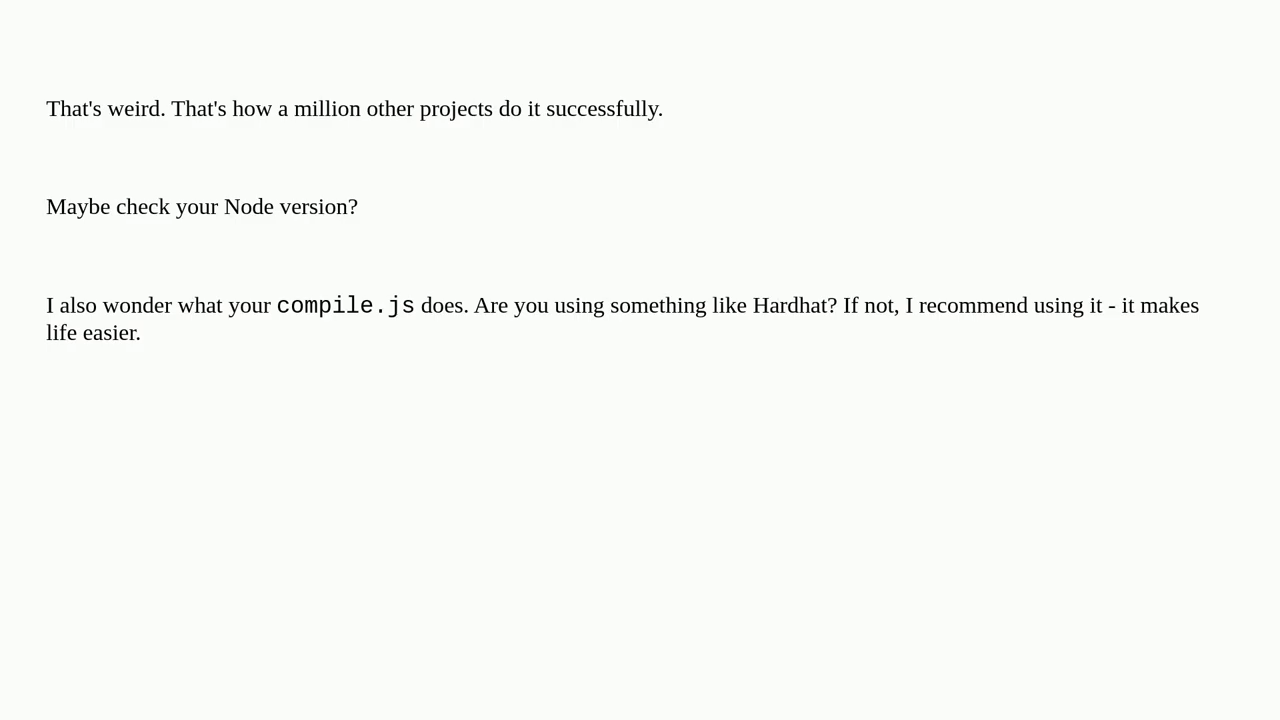 That's weird. That's how a million other projects do it successfully.
Maybe check your Node version?
I also wonder what your compile.js does. Are you using something like Hardhat? If not, I recommend using it - it makes
life easier.